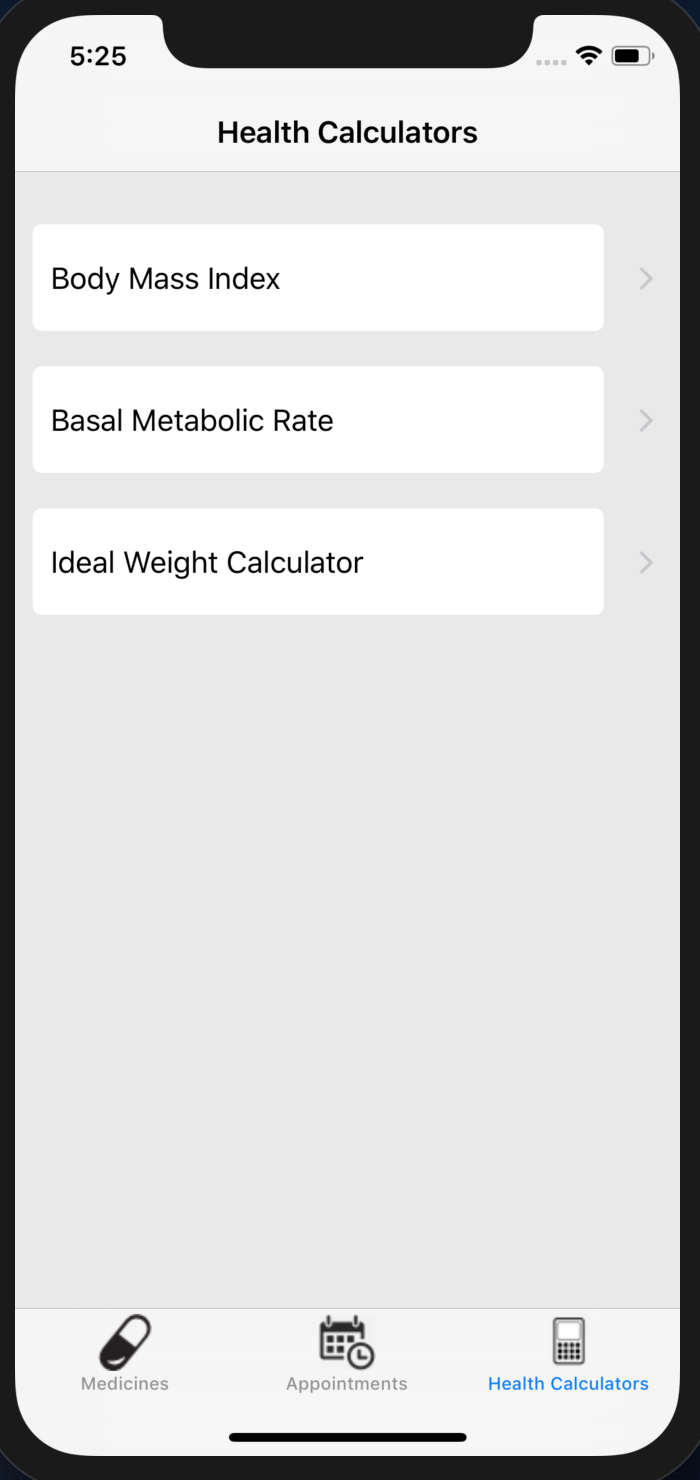 5:25
Health Calculators
Body Mass Index
Basal Metabolic Rate
Ideal Weight Calculator
Medicines
Appointments
Health Calculators